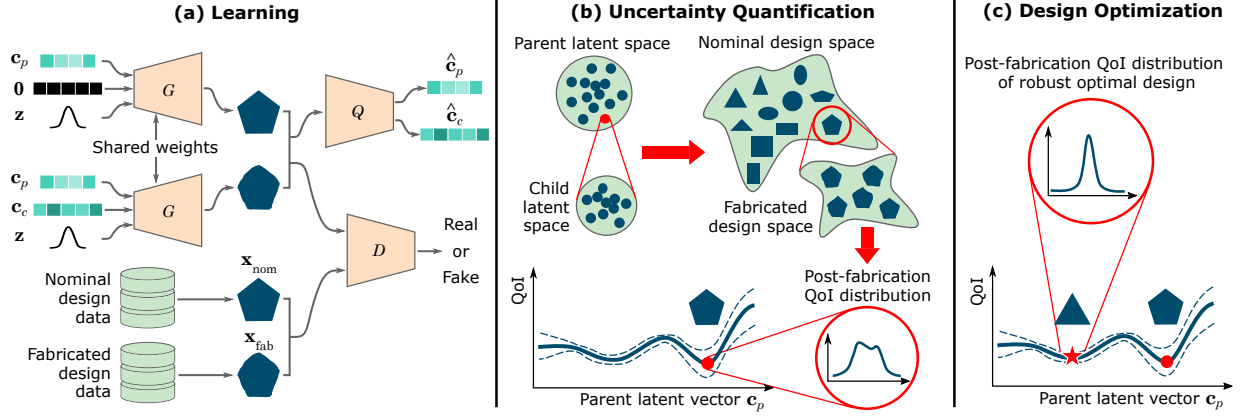 (a) Learning
c_p
0
z
G
Shared weights
c_p
c_c
z
G
Q
ĉ_p
ĉ_c
D
Real
or
Fake
Nominal
design
data
x_nom
Fabricated
design
data
x_fab
(b) Uncertainty Quantification
Parent latent space
Nominal design space
Child
latent
space
Fabricated
design space
Post-fabrication
QoI distribution
QoI
Parent latent vector c_p
(c) Design Optimization
Post-fabrication QoI distribution
of robust optimal design
QoI
Parent latent vector c_p